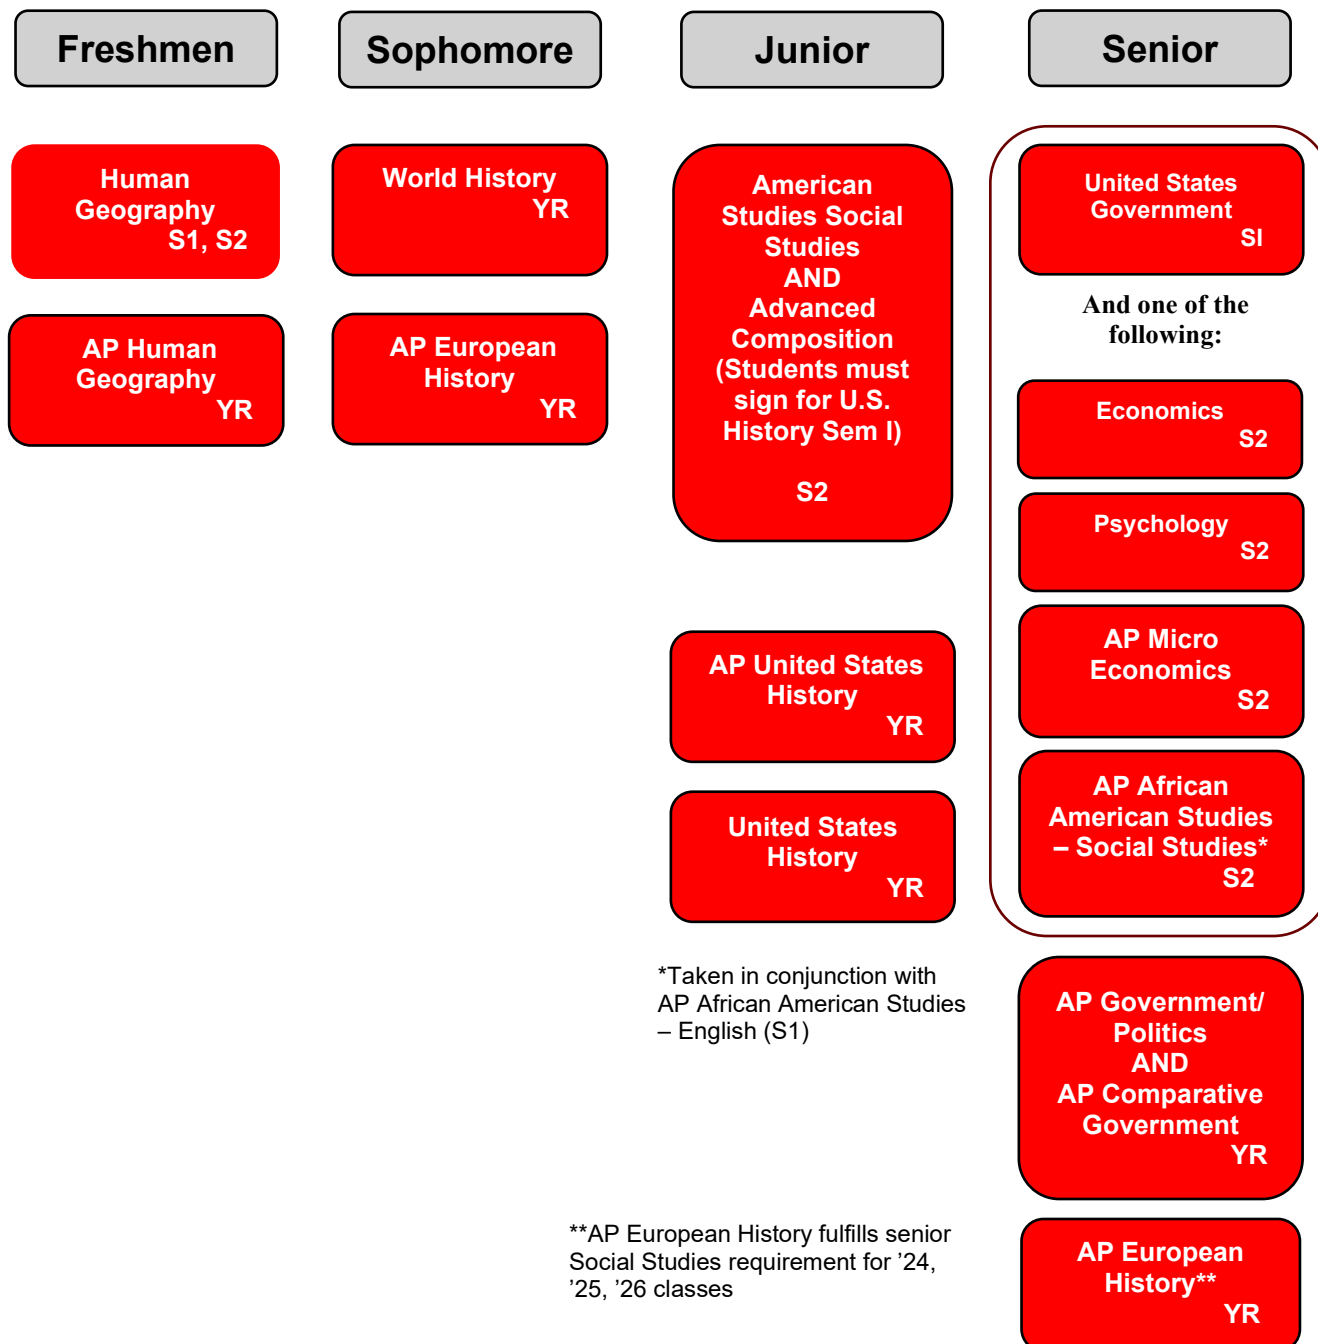 Freshmen
Sophomore
Junior
Senior
Human
Geography
S1, S2
AP Human
Geography
YR
World History
YR
AP European
History
YR
American
Studies Social
Studies
AND
Advanced
Composition
(Students must
sign for U.S.
History Sem I)
S2
AP United States
History
YR
United States
History
YR
*Taken in conjunction with
AP African American Studies
– English (S1)
**AP European History fulfills senior
Social Studies requirement for ’24,
’25, ’26 classes
United States
Government
SI
And one of the
following:
Economics
S2
Psychology
S2
AP Micro
Economics
S2
AP African
American Studies
– Social Studies*
S2
AP Government/
Politics
AND
AP Comparative
Government
YR
AP European
History**
YR